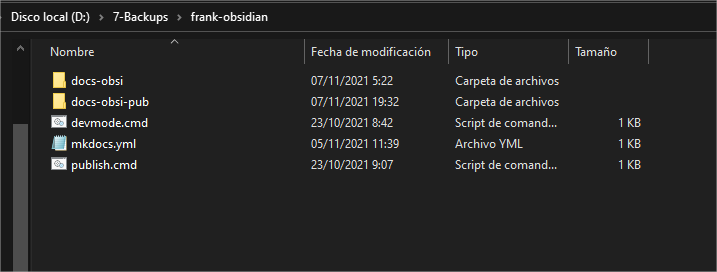 Disco local (D:) > 7-Backups > frank-obsidian
Nombre Fecha de modificación Tipo Tamaño
docs-obsi 07/11/2021 5:22 Carpeta de archivos
docs-obsi-pub 07/11/2021 19:32 Carpeta de archivos
devmode.cmd 23/10/2021 8:42 Script de comand... 1 KB
mkdocs.yml 05/11/2021 11:39 Archivo YML 1 KB
publish.cmd 23/10/2021 9:07 Script de comand... 1 KB